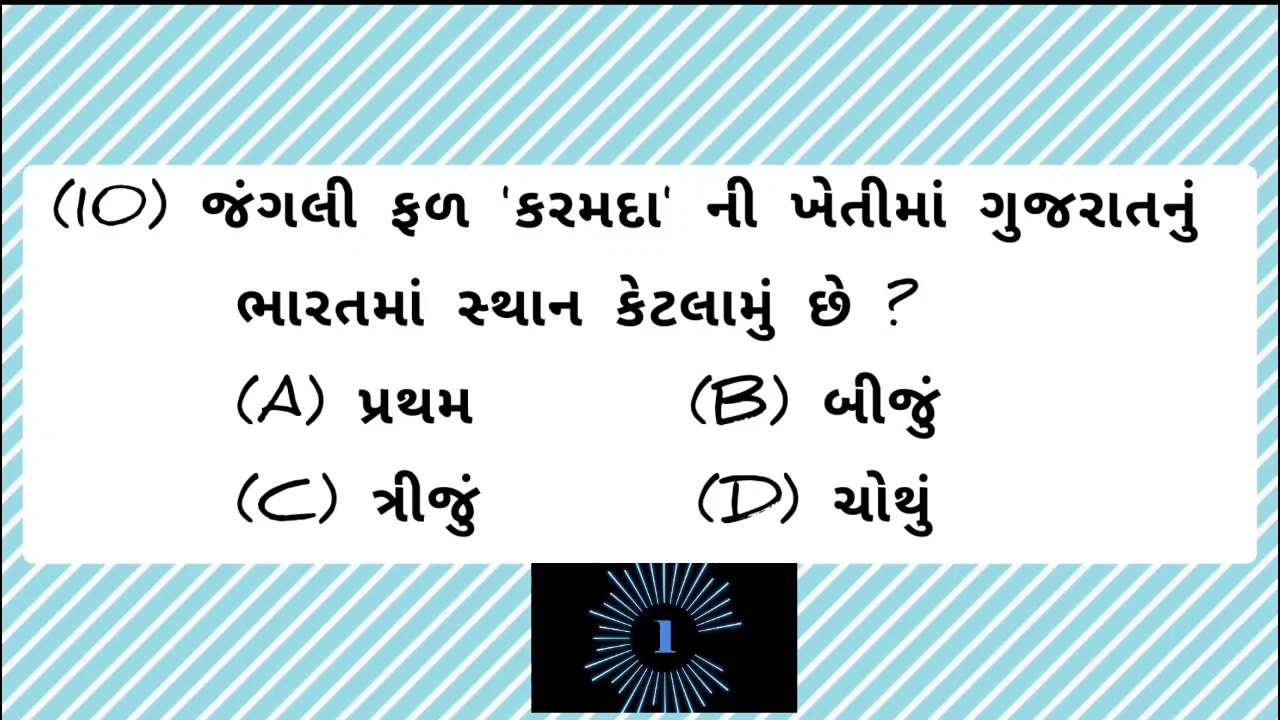 (10) જંગલી ફળ 'કરમદા' ની ખેતીમાં ગુજરાતનું
ભારતમાં સ્થાન કેટલામું છે ?
(A) પ્રથમ (B) બીજું
(C) ત્રીજું (D) ચોથું
1